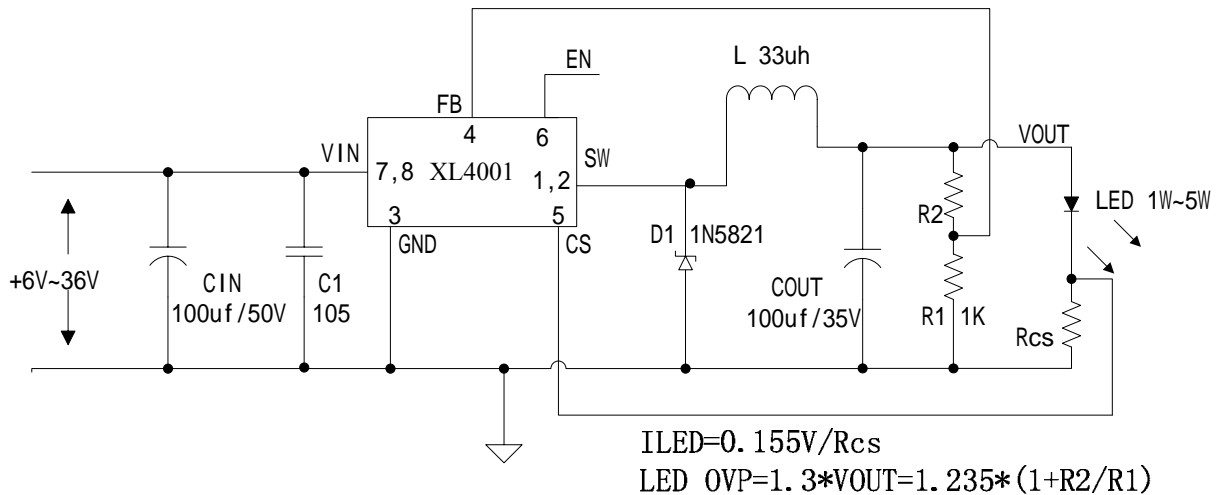 EN
L 33uh
FB
4
6
VOUT
VIN
7,8 XL4001
SW
1,2
3
5
GND
CS
R2
LED 1W~5W
D1 1N5821
+6V~36V
CIN
100uf/50V
C1
105
COUT
100uf/35V
R1 1K
Rcs
ILED=0.155V/Rcs
LED OVP=1.3*VOUT=1.235*(1+R2/R1)